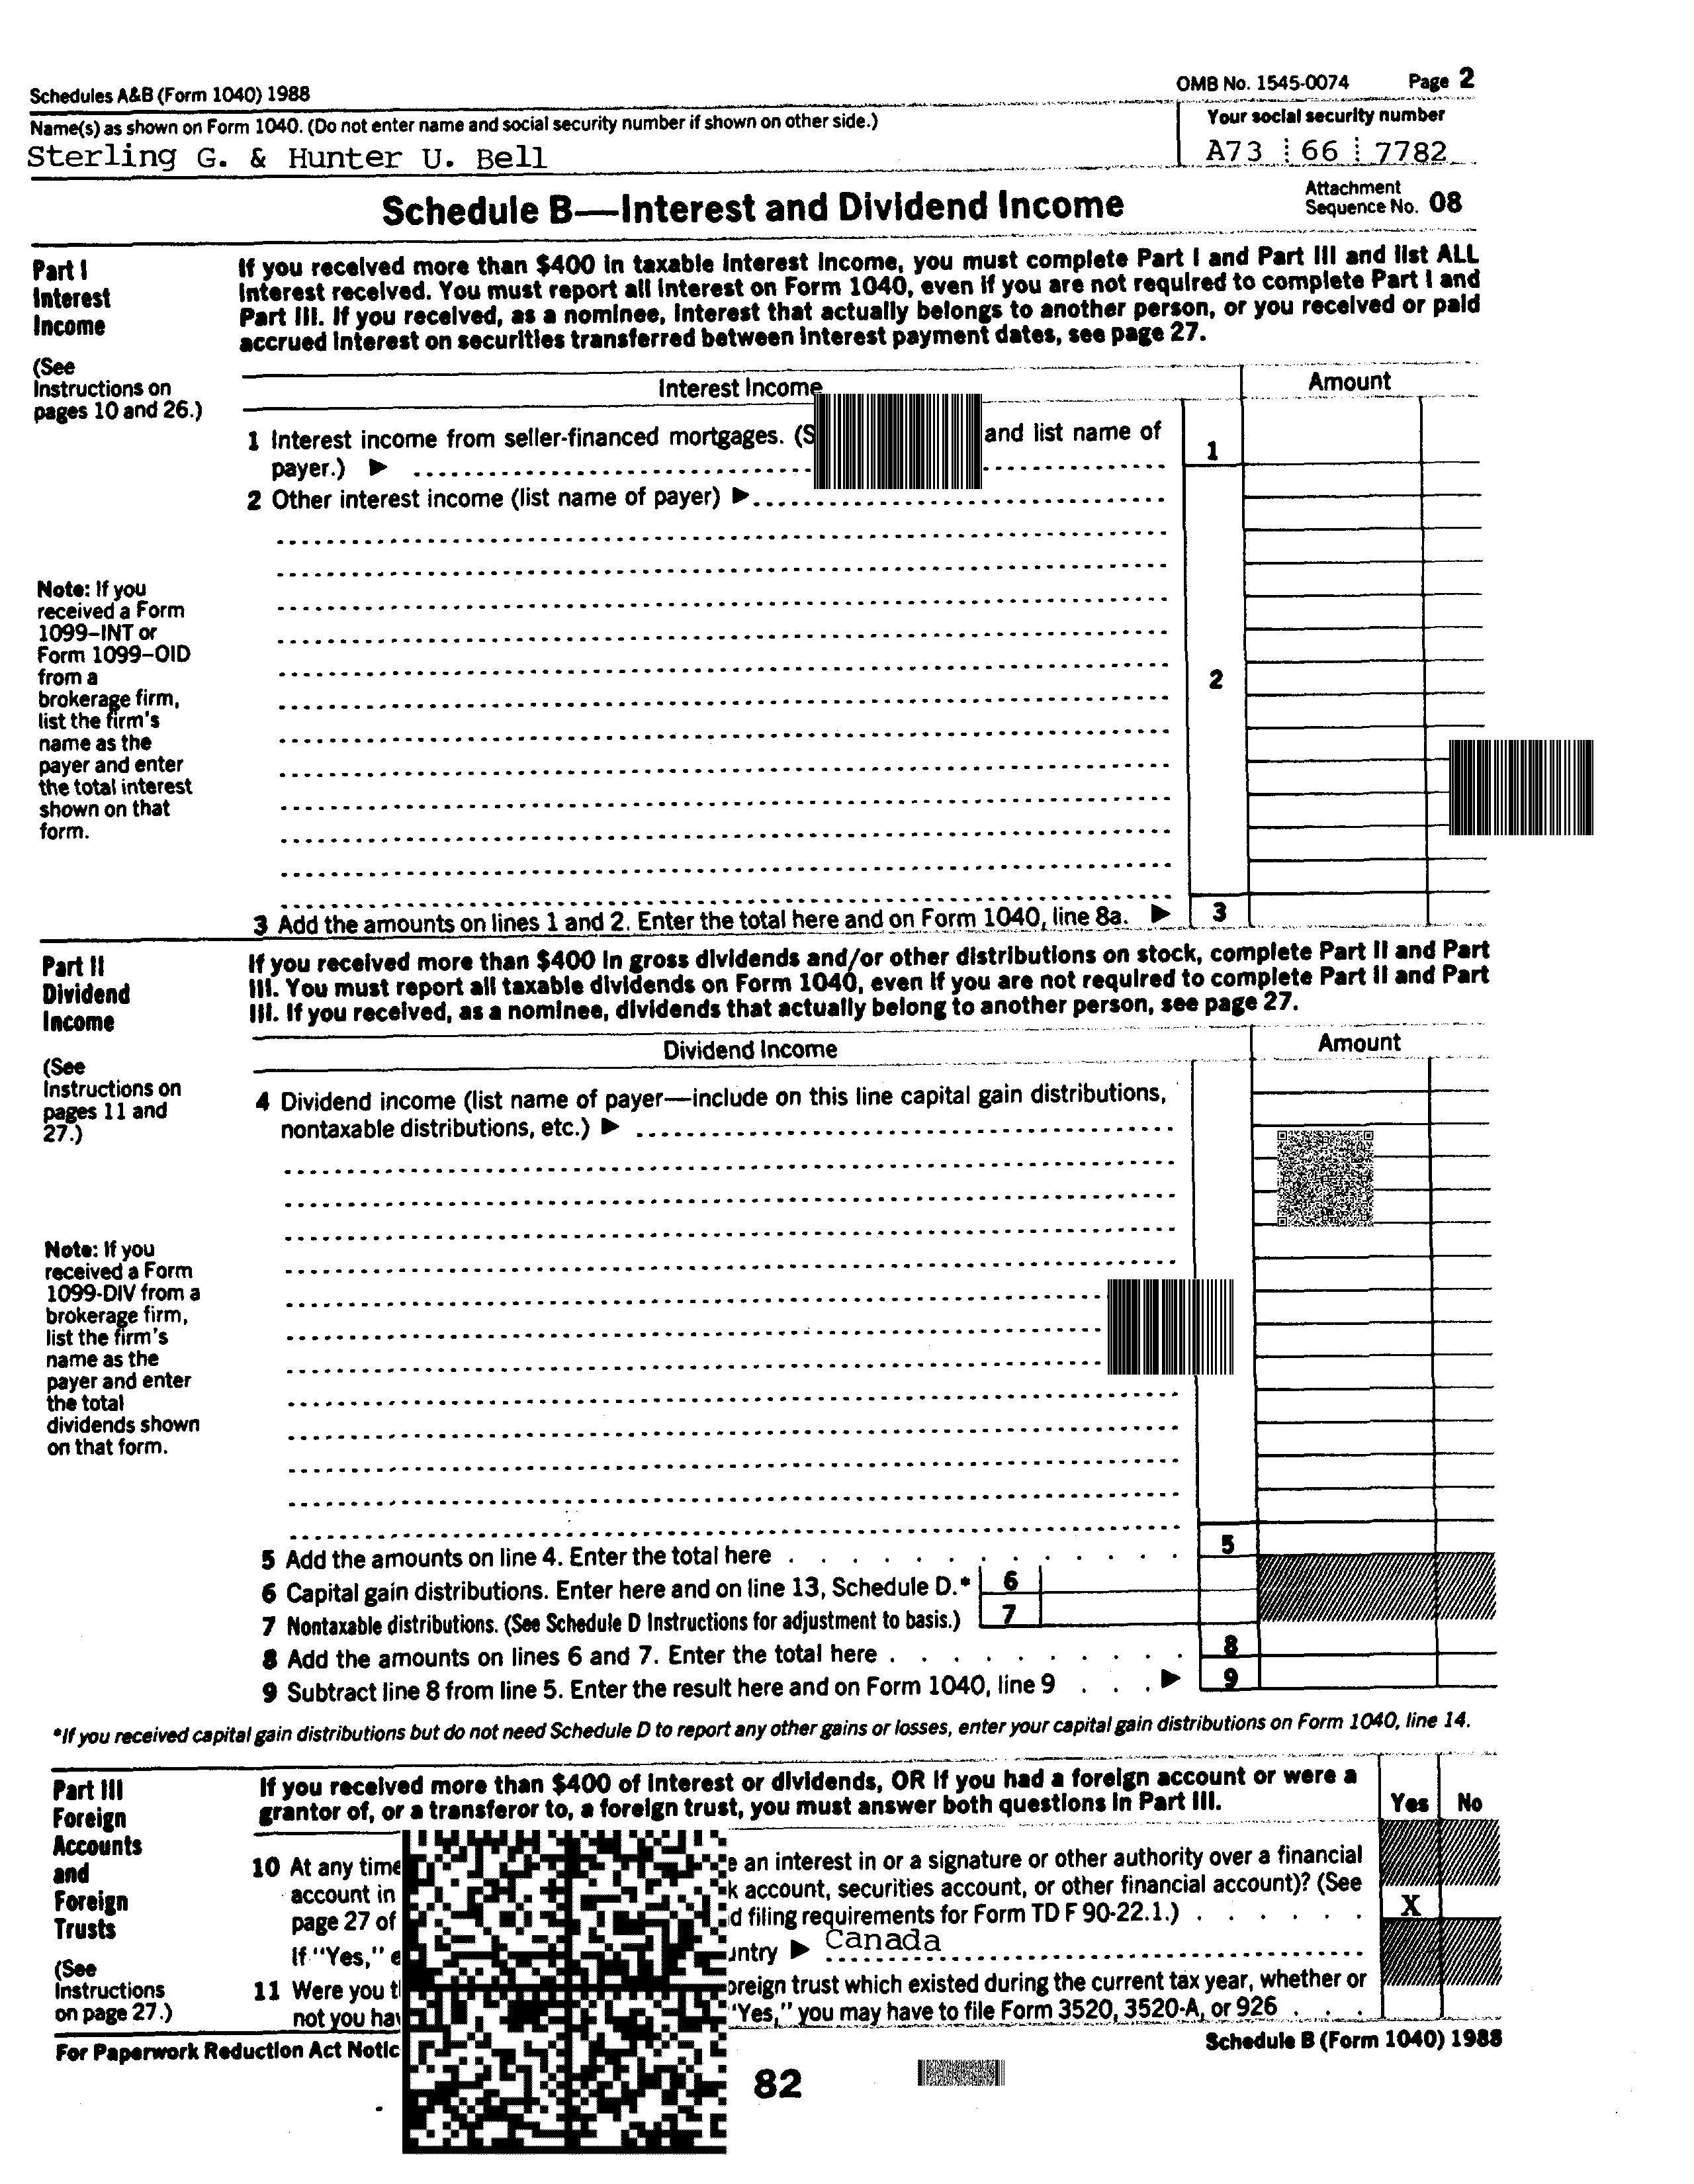 Schedules A&B (Form 1040) 1988
OMB No. 1545-0074 Page 2
Name(s) as shown on Form 1040. (Do not enter name and social security number if shown on other side.)
Your social security number
Sterling G. & Hunter U. Bell
A73 66 7782
Schedule B—Interest and Dividend Income
Attachment
Sequence No. 08
Part I
Interest
Income
(See
Instructions on
pages 10 and 26.)
If you received more than $400 in taxable interest income, you must complete Part I and Part III and list ALL
interest received. You must report all interest on Form 1040, even if you are not required to complete Part I and
Part III. If you received, as a nominee, interest that actually belongs to another person, or you received or paid
accrued interest on securities transferred between interest payment dates, see page 27.
Interest Income
Amount
1 Interest income from seller-financed mortgages. (S and list name of
payer.) ▶
1
2 Other interest income (list name of payer) ▶
Note: If you
received a Form
1099–INT or
Form 1099–OID
from a
brokerage firm,
list the firm's
name as the
payer and enter
the total interest
shown on that
form.
2
3 Add the amounts on lines 1 and 2. Enter the total here and on Form 1040, line 8a. ▶ 3
Part II
Dividend
Income
(See
Instructions on
pages 11 and
27.)
If you received more than $400 in gross dividends and/or other distributions on stock, complete Part II and Part
III. You must report all taxable dividends on Form 1040, even if you are not required to complete Part II and Part
III. If you received, as a nominee, dividends that actually belong to another person, see page 27.
Dividend Income
Amount
4 Dividend income (list name of payer—include on this line capital gain distributions,
nontaxable distributions, etc.) ▶
Note: If you
received a Form
1099-DIV from a
brokerage firm,
list the firm's
name as the
payer and enter
the total
dividends shown
on that form.
5 Add the amounts on line 4. Enter the total here . . . . . . . . . . . . . 5
6 Capital gain distributions. Enter here and on line 13, Schedule D.* 6
7 Nontaxable distributions. (See Schedule D Instructions for adjustment to basis.) 7
8 Add the amounts on lines 6 and 7. Enter the total here . . . . . . . . . . 8
9 Subtract line 8 from line 5. Enter the result here and on Form 1040, line 9 . . . ▶ 9
*If you received capital gain distributions but do not need Schedule D to report any other gains or losses, enter your capital gain distributions on Form 1040, line 14.
Part III
Foreign
Accounts
and
Foreign
Trusts
(See
Instructions
on page 27.)
If you received more than $400 of interest or dividends, OR if you had a foreign account or were a
grantor of, or a transferor to, a foreign trust, you must answer both questions in Part III.
Yes No
10 At any time e an interest in or a signature or other authority over a financial
account in k account, securities account, or other financial account)? (See
page 27 of d filing requirements for Form TD F 90-22.1.) . . . . . . X
If "Yes," e untry ▶ Canada
11 Were you t oreign trust which existed during the current tax year, whether or
not you hav "Yes," you may have to file Form 3520, 3520-A, or 926 . . .
For Paperwork Reduction Act Notic
Schedule B (Form 1040) 1988
82